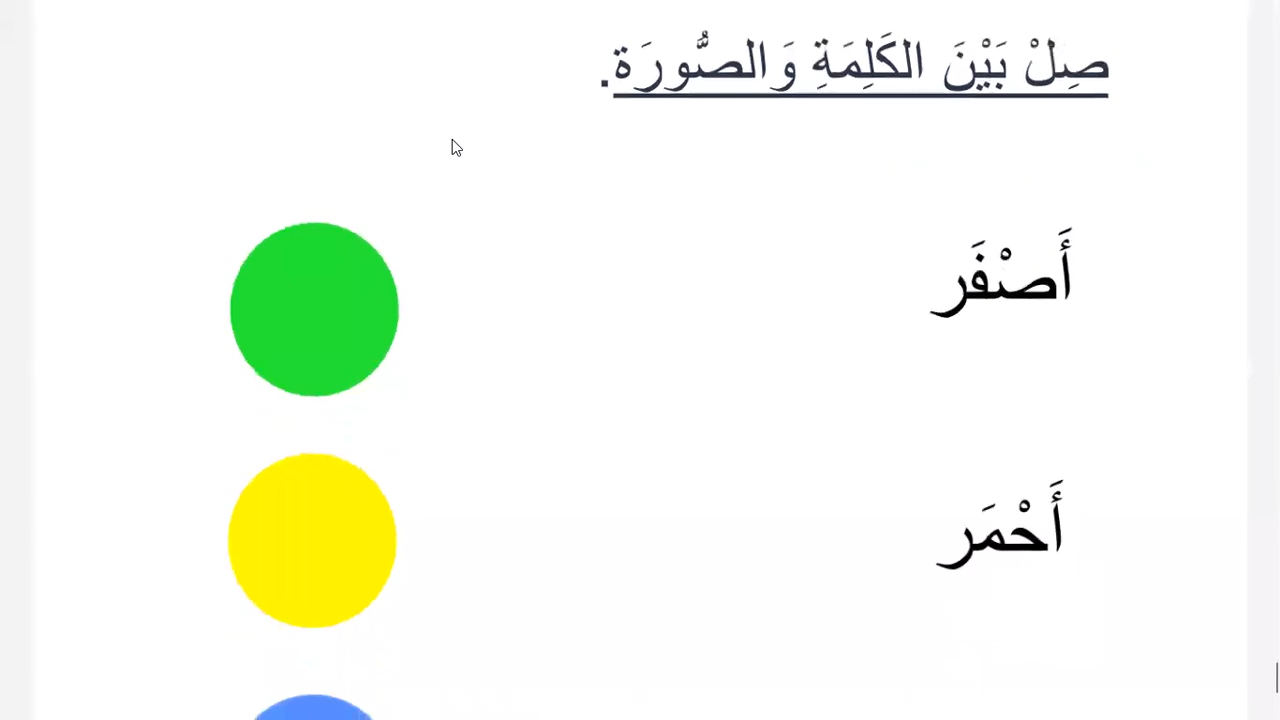 صِلْ بَيْنَ الكَلِمَةِ وَالصُّورَة.
أَصْفَر
أَحْمَر